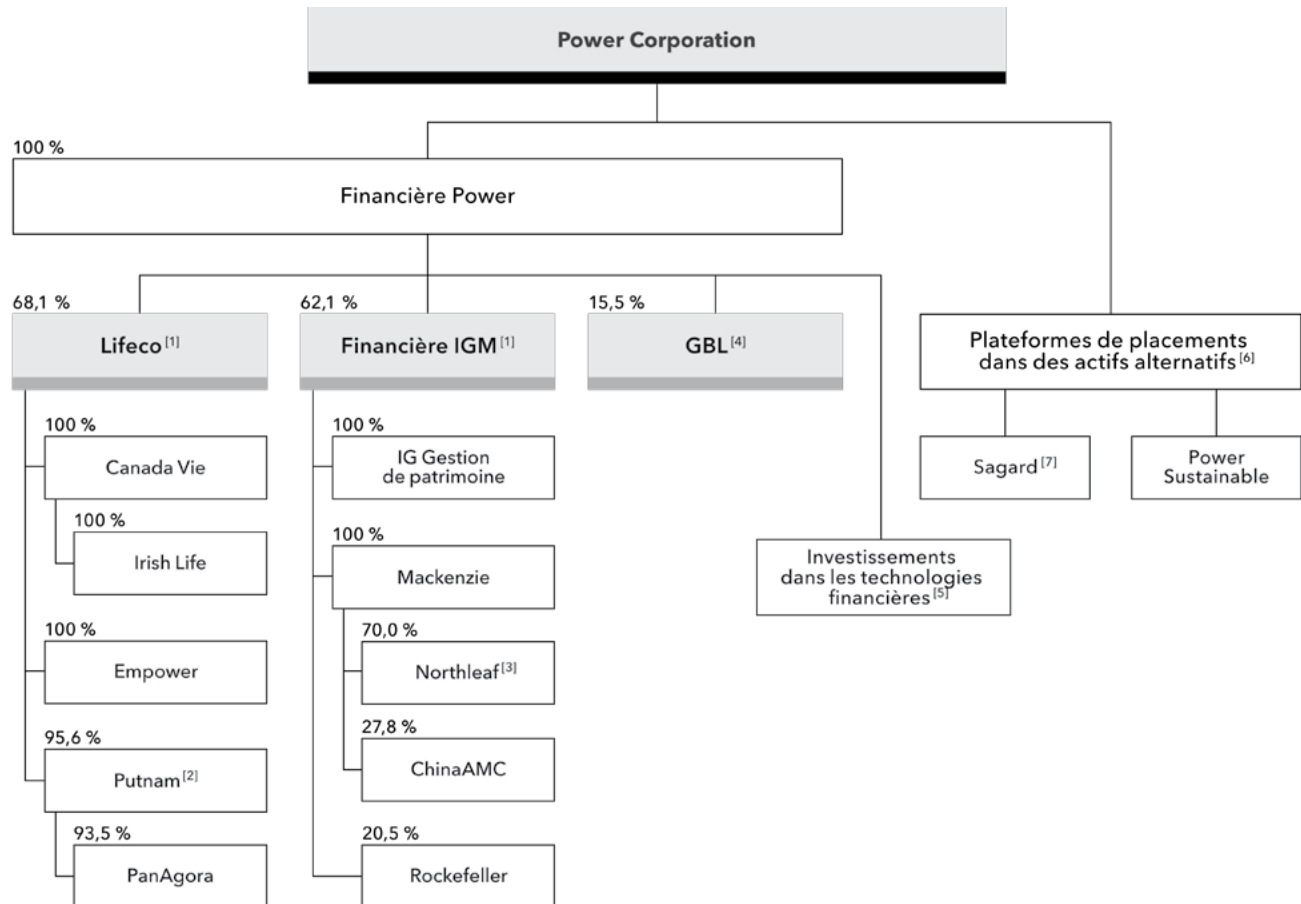 Power Corporation
100 %
Financière Power
68,1 %
Lifeco [1]
100 %
Canada Vie
100 %
Irish Life
100 %
Empower
95,6 %
Putnam [2]
93,5 %
PanAgora
62,1 %
Financière IGM [1]
100 %
IG Gestion
de patrimoine
100 %
Mackenzie
70,0 %
Northleaf [3]
27,8 %
ChinaAMC
20,5 %
Rockefeller
15,5 %
GBL [4]
Investissements
dans les technologies
financières [5]
Plateformes de placements
dans des actifs alternatifs [6]
Sagard [7]
Power
Sustainable